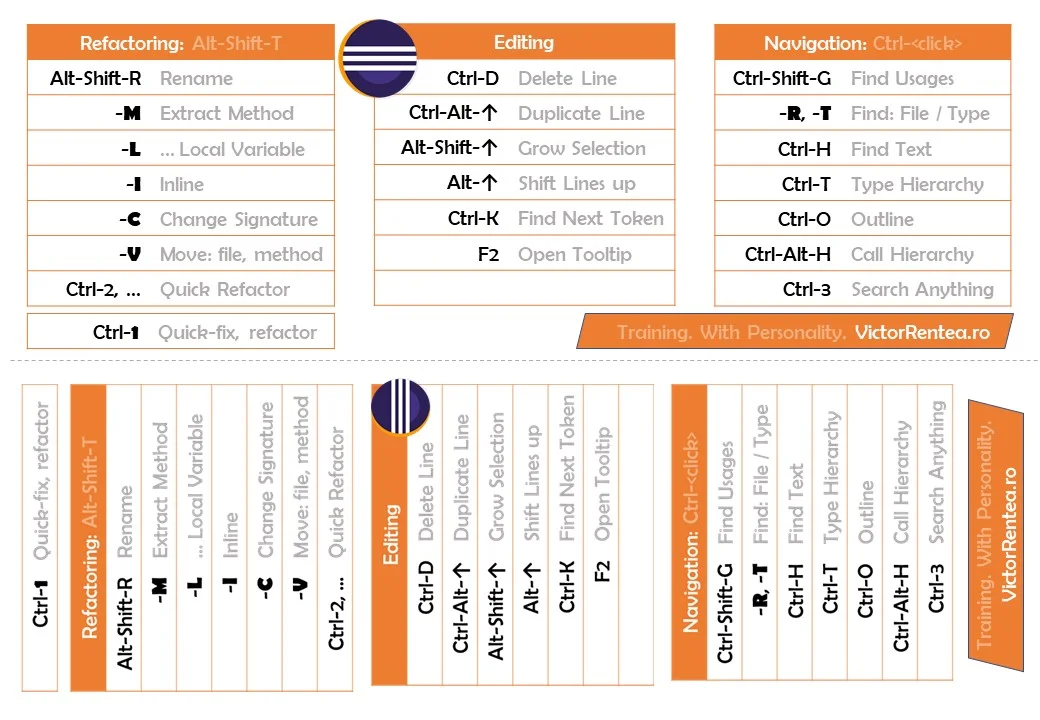 Refactoring: Alt-Shift-T
Alt-Shift-R Rename
-M Extract Method
-L ... Local Variable
-I Inline
-C Change Signature
-V Move: file, method
Ctrl-2, ... Quick Refactor
Ctrl-1 Quick-fix, refactor
Editing
Ctrl-D Delete Line
Ctrl-Alt-↑ Duplicate Line
Alt-Shift-↑ Grow Selection
Alt-↑ Shift Lines up
Ctrl-K Find Next Token
F2 Open Tooltip
Navigation: Ctrl-<click>
Ctrl-Shift-G Find Usages
-R, -T Find: File / Type
Ctrl-H Find Text
Ctrl-T Type Hierarchy
Ctrl-O Outline
Ctrl-Alt-H Call Hierarchy
Ctrl-3 Search Anything
Training. With Personality. VictorRentea.ro
Ctrl-1 Quick-fix, refactor
Refactoring: Alt-Shift-T
Alt-Shift-R Rename
-M Extract Method
-L ... Local Variable
-I Inline
-C Change Signature
-V Move: file, method
Ctrl-2, ... Quick Refactor
Editing
Ctrl-D Delete Line
Ctrl-Alt-↑ Duplicate Line
Alt-Shift-↑ Grow Selection
Alt-↑ Shift Lines up
Ctrl-K Find Next Token
F2 Open Tooltip
Navigation: Ctrl-<click>
Ctrl-Shift-G Find Usages
-R, -T Find: File / Type
Ctrl-H Find Text
Ctrl-T Type Hierarchy
Ctrl-O Outline
Ctrl-Alt-H Call Hierarchy
Ctrl-3 Search Anything
Training. With Personality.
VictorRentea.ro